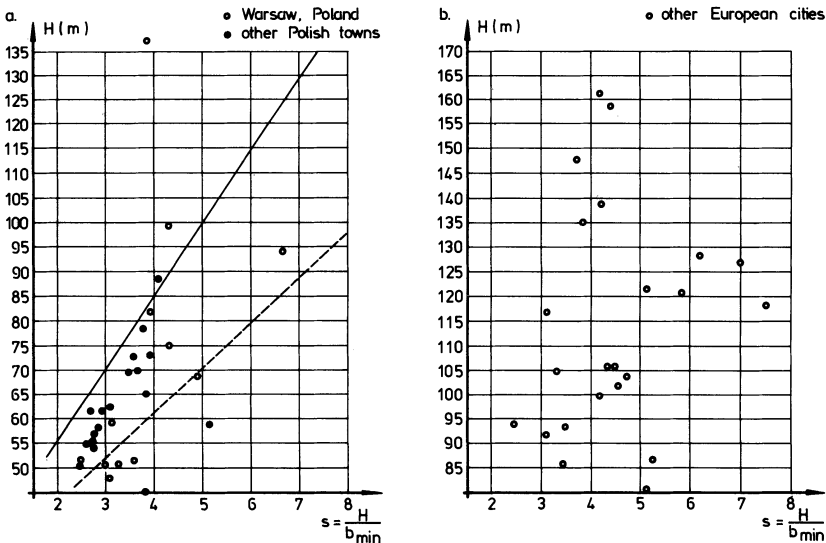 a.
H(m)
Warsaw, Poland
other Polish towns
135
130
125
120
115
110
105
100
95
90
85
80
75
70
65
60
55
50
2 3 4 5 6 7 8
s = H
b min
b.
H(m)
other European cities
170
165
160
155
150
145
140
135
130
125
120
115
110
105
100
95
90
85
2 3 4 5 6 7 8
s = H
b min